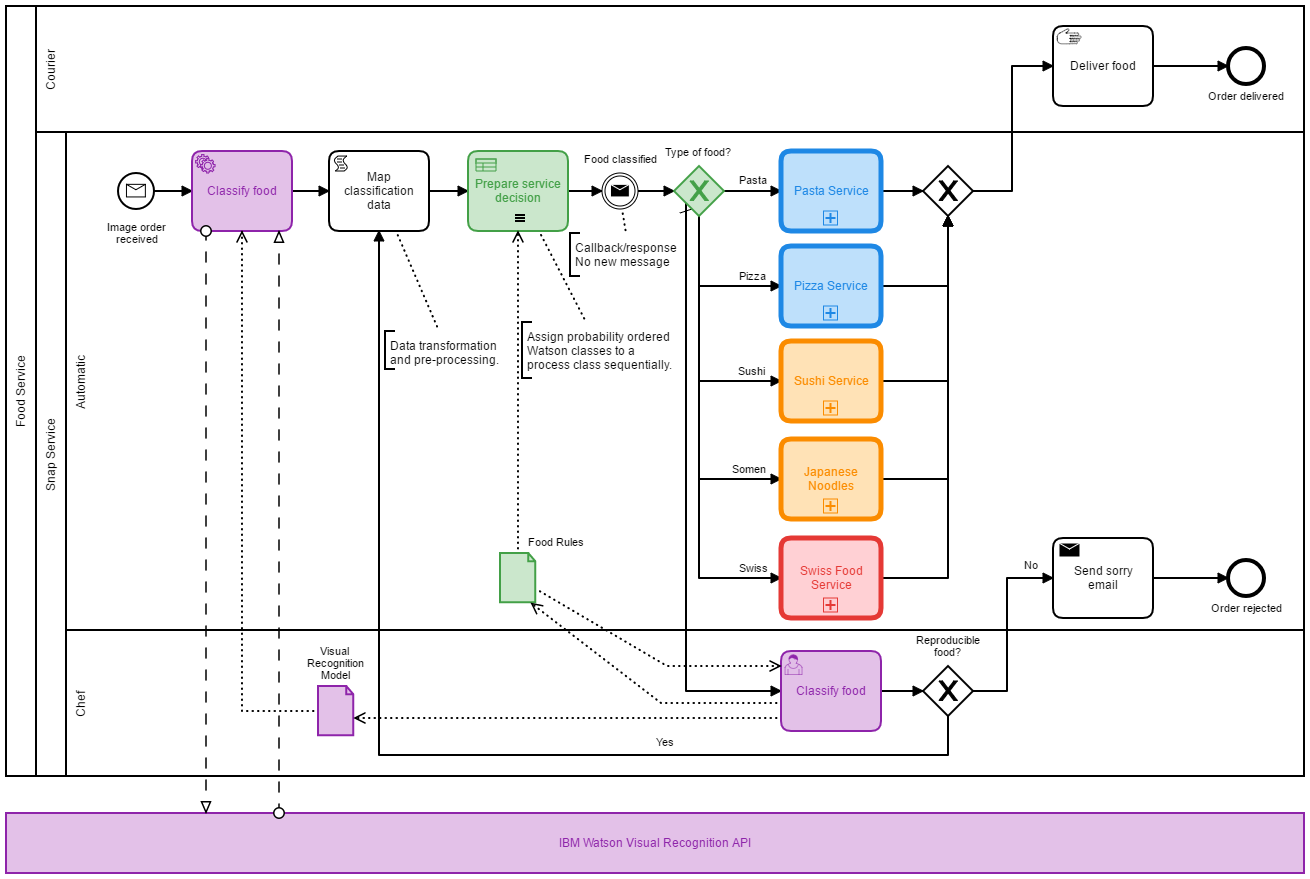 Food Service
Courier
Deliver food
Order delivered
Snap Service
Automatic
Image order
received
Classify food
Map
classification
data
Prepare service
decision
Food classified
Type of food?
Callback/response
No new message
Data transformation
and pre-processing.
Assign probability ordered
Watson classes to a
process class sequentially.
Pasta
Pasta Service
Pizza
Pizza Service
Sushi
Sushi Service
Somen
Japanese
Noodles
Swiss
Swiss Food
Service
Food Rules
No
Send sorry
email
Order rejected
Chef
Visual
Recognition
Model
Classify food
Reproducible
food?
Yes
IBM Watson Visual Recognition API